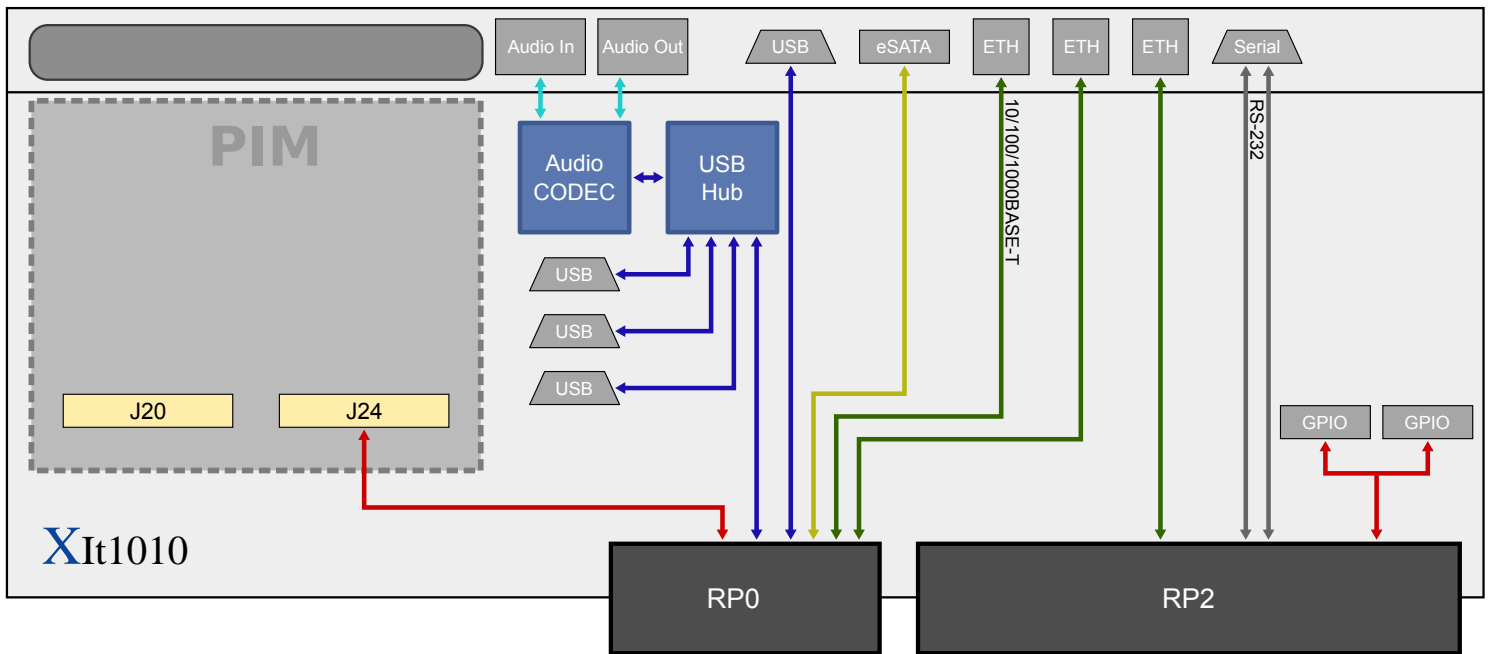 Audio In
Audio Out
USB
eSATA
ETH
ETH
ETH
Serial
PIM
Audio
CODEC
USB
Hub
10/100/1000BASE-T
RS-232
USB
USB
USB
J20
J24
GPIO
GPIO
XIt1010
RP0
RP2